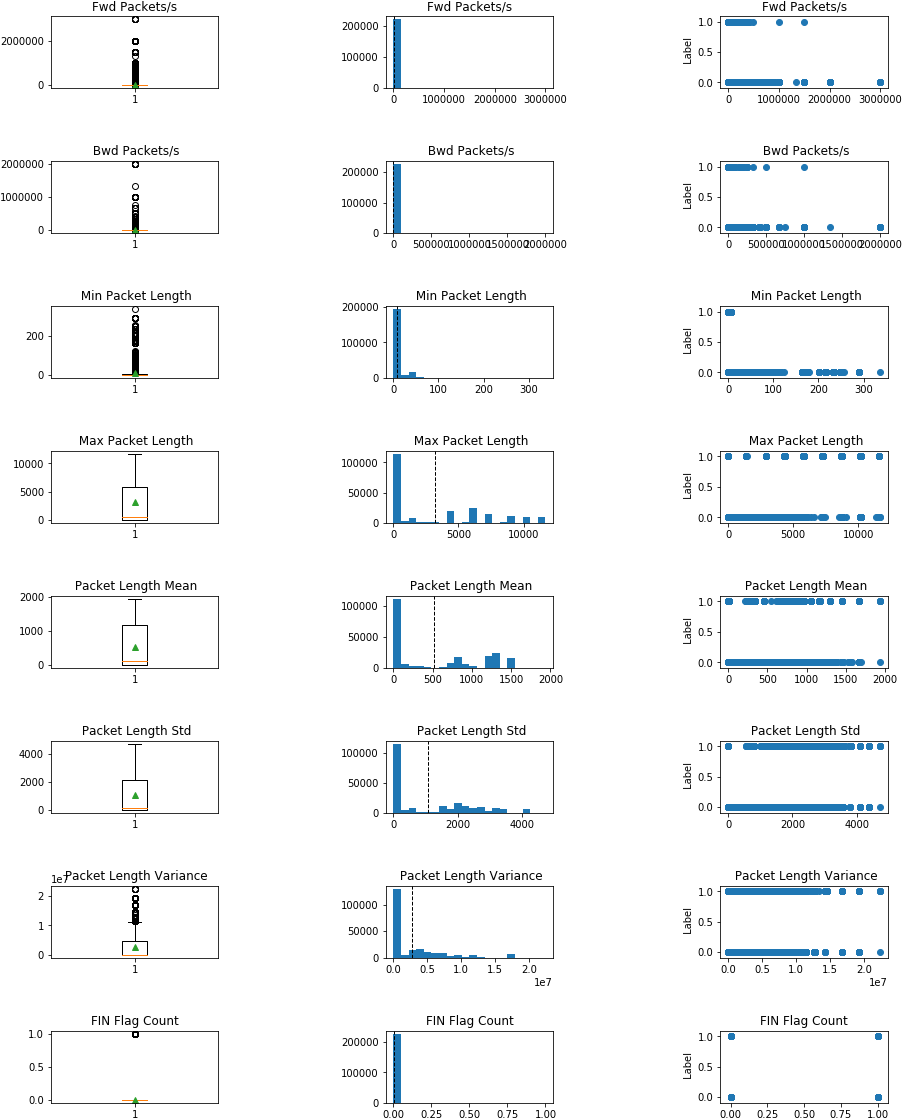 Fwd Packets/s Fwd Packets/s Fwd Packets/s
2000000 200000 1.0
100000 Label 0.5
0 0 0.0
1 0 1000000 2000000 3000000 0 1000000 2000000 3000000
Bwd Packets/s Bwd Packets/s Bwd Packets/s
2000000 200000 1.0
1000000 100000 Label 0.5
0 0 0.0
1 0 500000 1000000 1500000 2000000 0 500000 1000000 1500000 2000000
Min Packet Length Min Packet Length Min Packet Length
200000 1.0
200 100000 Label 0.5
0 0 0.0
1 0 100 200 300 0 100 200 300
Max Packet Length Max Packet Length Max Packet Length
10000 100000 1.0
5000 50000 Label 0.5
0 0 0.0
1 0 5000 10000 0 5000 10000
Packet Length Mean Packet Length Mean Packet Length Mean
2000 100000 1.0
1000 50000 Label 0.5
0 0 0.0
1 0 500 1000 1500 2000 0 500 1000 1500 2000
Packet Length Std Packet Length Std Packet Length Std
4000 100000 1.0
2000 50000 Label 0.5
0 0 0.0
1 0 2000 4000 0 2000 4000
1e7 Packet Length Variance Packet Length Variance Packet Length Variance
2 100000 1.0
1 50000 Label 0.5
0 0 0.0
1 0.0 0.5 1.0 1.5 2.0 0.0 0.5 1.0 1.5 2.0
1e7 1e7
FIN Flag Count FIN Flag Count FIN Flag Count
1.0 200000 1.0
0.5 100000 Label 0.5
0.0 0 0.0
1 0.00 0.25 0.50 0.75 1.00 0.00 0.25 0.50 0.75 1.00